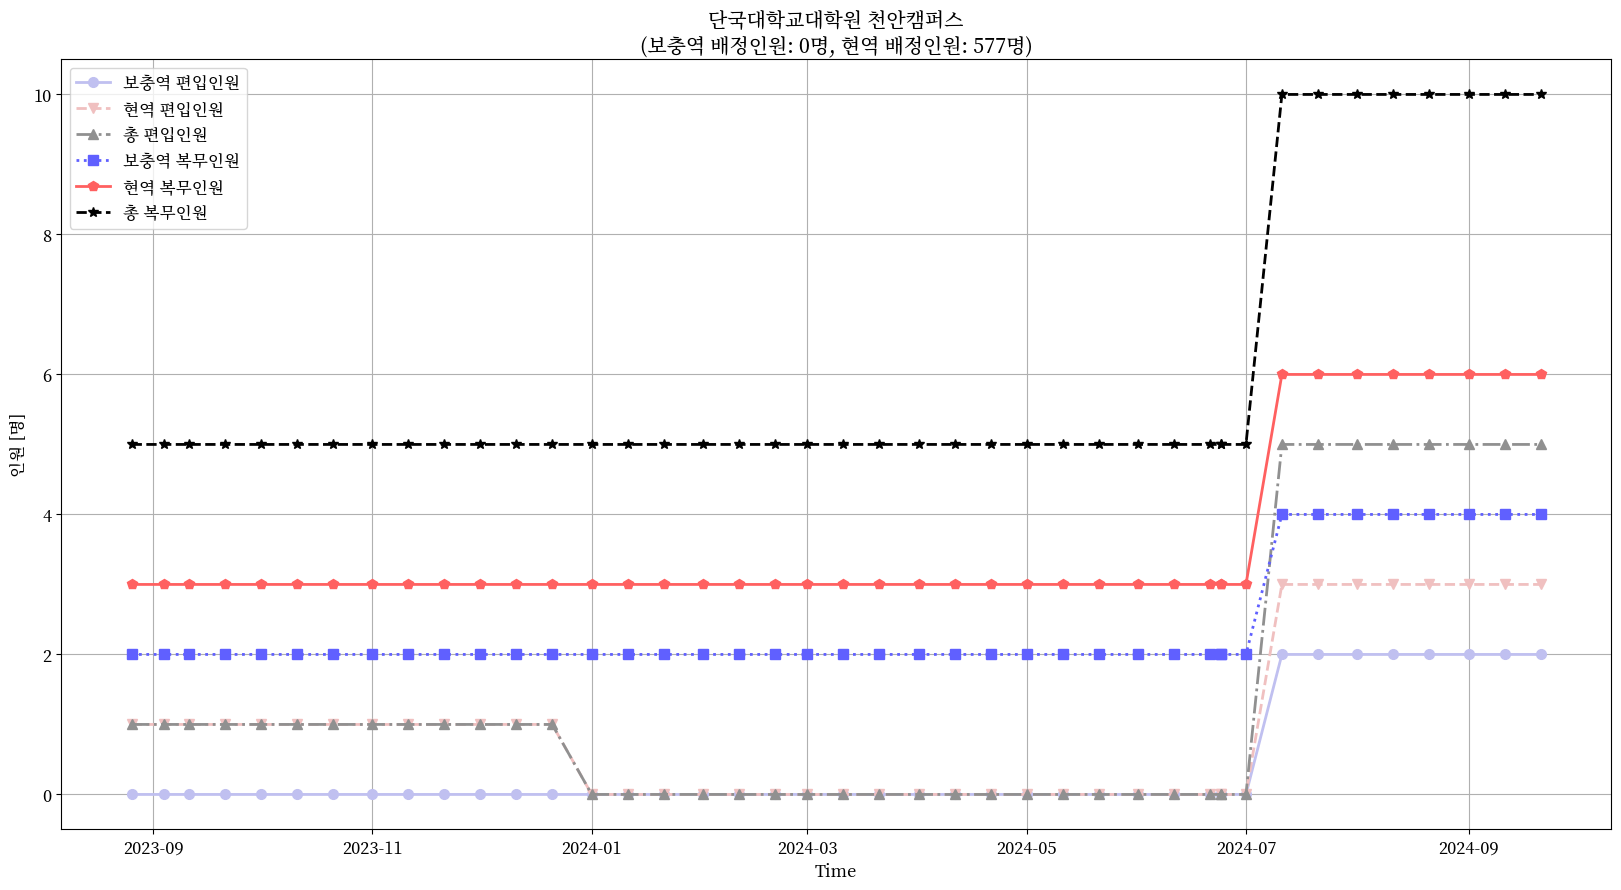 단국대학교대학원 천안캠퍼스
(보충역 배정인원: 0명, 현역 배정인원: 577명)
보충역 편입인원
현역 편입인원
총 편입인원
보충역 복무인원
현역 복무인원
총 복무인원
인원 [명]
10
8
6
4
2
0
2023-09
2023-11
2024-01
2024-03
2024-05
2024-07
2024-09
Time